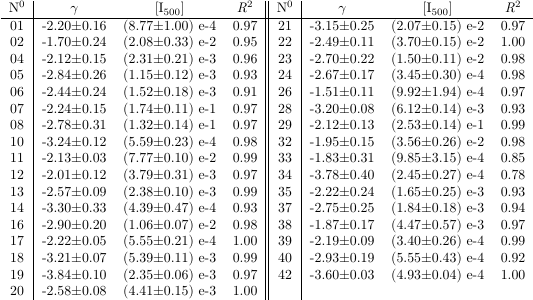 N⁰ γ [I₅₀₀] R² N⁰ γ [I₅₀₀] R²
01 -2.20±0.16 (8.77±1.00) e-4 0.97 21 -3.15±0.25 (2.07±0.15) e-2 0.97
02 -1.70±0.24 (2.08±0.33) e-2 0.95 22 -2.49±0.11 (3.70±0.15) e-2 1.00
04 -2.12±0.15 (2.31±0.21) e-3 0.96 23 -2.70±0.22 (1.50±0.11) e-2 0.98
05 -2.84±0.26 (1.15±0.12) e-3 0.93 24 -2.67±0.17 (3.45±0.30) e-4 0.98
06 -2.44±0.24 (1.52±0.18) e-3 0.91 26 -1.51±0.11 (9.92±1.94) e-4 0.97
07 -2.24±0.15 (1.74±0.11) e-1 0.97 28 -3.20±0.08 (6.12±0.14) e-3 0.93
08 -2.78±0.31 (1.32±0.14) e-1 0.97 29 -2.12±0.13 (2.53±0.14) e-1 0.99
10 -3.24±0.12 (5.59±0.23) e-4 0.98 32 -1.95±0.15 (3.56±0.26) e-2 0.98
11 -2.13±0.03 (7.77±0.10) e-2 0.99 33 -1.83±0.31 (9.85±3.15) e-4 0.85
12 -2.01±0.12 (3.79±0.31) e-3 0.97 34 -3.78±0.40 (2.45±0.27) e-4 0.78
13 -2.57±0.09 (2.38±0.10) e-3 0.99 35 -2.22±0.24 (1.65±0.25) e-3 0.93
14 -3.30±0.33 (4.39±0.47) e-4 0.93 37 -2.75±0.25 (1.84±0.18) e-3 0.94
16 -2.90±0.20 (1.06±0.07) e-2 0.98 38 -1.87±0.17 (4.47±0.57) e-3 0.97
17 -2.22±0.05 (5.55±0.21) e-4 1.00 39 -2.19±0.09 (3.40±0.26) e-4 0.99
18 -3.21±0.07 (5.39±0.11) e-3 0.99 40 -2.93±0.19 (5.55±0.43) e-4 0.92
19 -3.84±0.10 (2.35±0.06) e-3 0.97 42 -3.60±0.03 (4.93±0.04) e-4 1.00
20 -2.58±0.08 (4.41±0.15) e-3 1.00